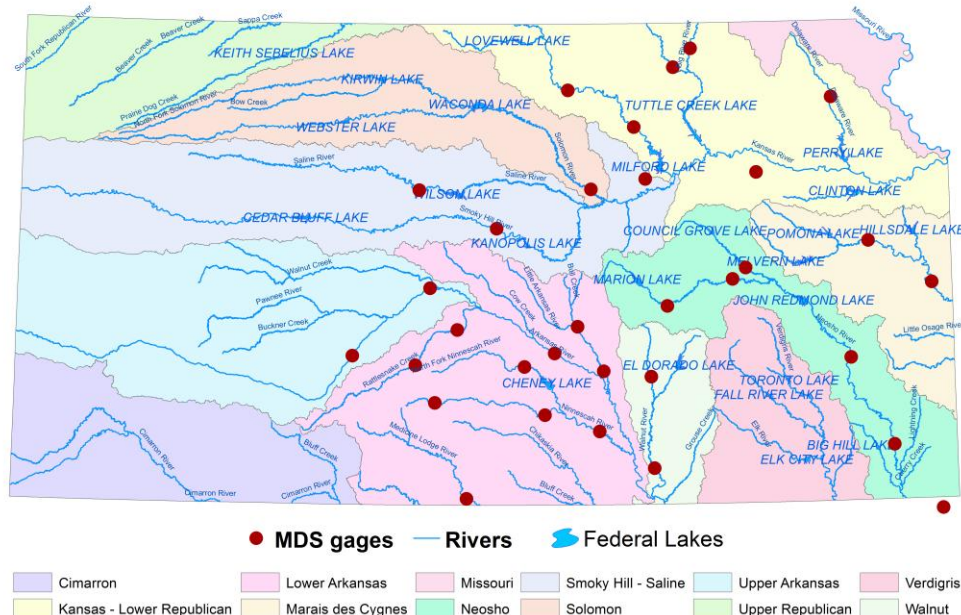 South Fork Republican River
Beaver Creek
Beaver Creek
Sappa Creek
KEITH SEBELIUS LAKE
Prairie Dog Creek
North Fork Solomon River
Bow Creek
KIRWIN LAKE
WEBSTER LAKE
WACONDA LAKE
Solomon River
LOVEWELL LAKE
Big Blue River
TUTTLE CREEK LAKE
MILFORD LAKE
Missouri River
Delaware River
Delaware River
PERRY LAKE
Kansas River
CLINTON LAKE
Saline River
Saline River
WILSON LAKE
CEDAR BLUFF LAKE
Smoky Hill River
KANOPOLIS LAKE
COUNCIL GROVE LAKE
POMONA LAKE
HILLSDALE LAKE
MELVERN LAKE
MARION LAKE
JOHN REDMOND LAKE
Neosho River
Little Osage River
Walnut Creek
Pawnee River
Buckner Creek
Little Arkansas River
Cow Creek
Bull Creek
Arkansas River
Rattlesnake Creek
North Fork Ninnescah River
CHENEY LAKE
Ninnescah River
EL DORADO LAKE
Verdigris River
TORONTO LAKE
FALL RIVER LAKE
Lightning Creek
Walnut River
Grouse Creek
Elk River
BIG HILL LAKE
ELK CITY LAKE
Cherry Creek
Cimarron River
Cimarron River
Cimarron River
Bluff Creek
Medicine Lodge River
Chikaskia River
Bluff Creek
MDS gages
Rivers
Federal Lakes
Cimarron
Lower Arkansas
Missouri
Smoky Hill - Saline
Upper Arkansas
Verdigris
Kansas - Lower Republican
Marais des Cygnes
Neosho
Solomon
Upper Republican
Walnut